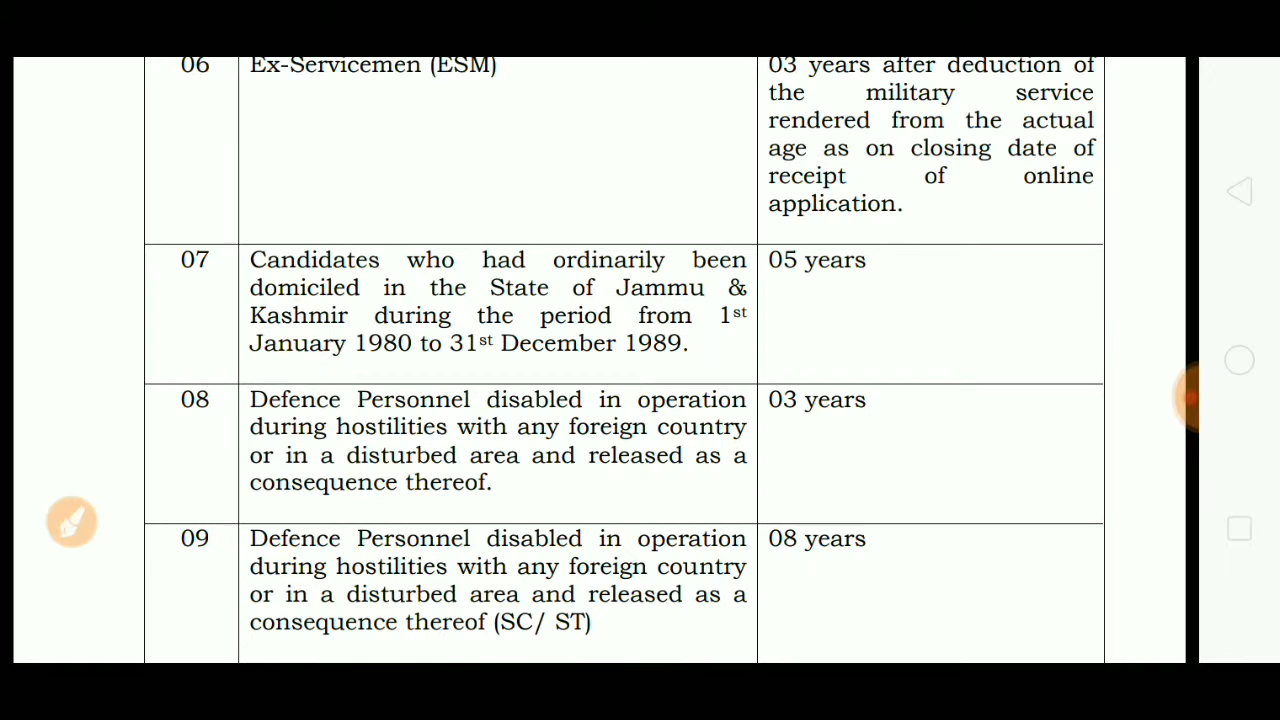 06 Ex-Servicemen (ESM) 03 years after deduction of
the military service
rendered from the actual
age as on closing date of
receipt of online
application.
07 Candidates who had ordinarily been 05 years
domiciled in the State of Jammu &
Kashmir during the period from 1st
January 1980 to 31st December 1989.
08 Defence Personnel disabled in operation 03 years
during hostilities with any foreign country
or in a disturbed area and released as a
consequence thereof.
09 Defence Personnel disabled in operation 08 years
during hostilities with any foreign country
or in a disturbed area and released as a
consequence thereof (SC/ ST)